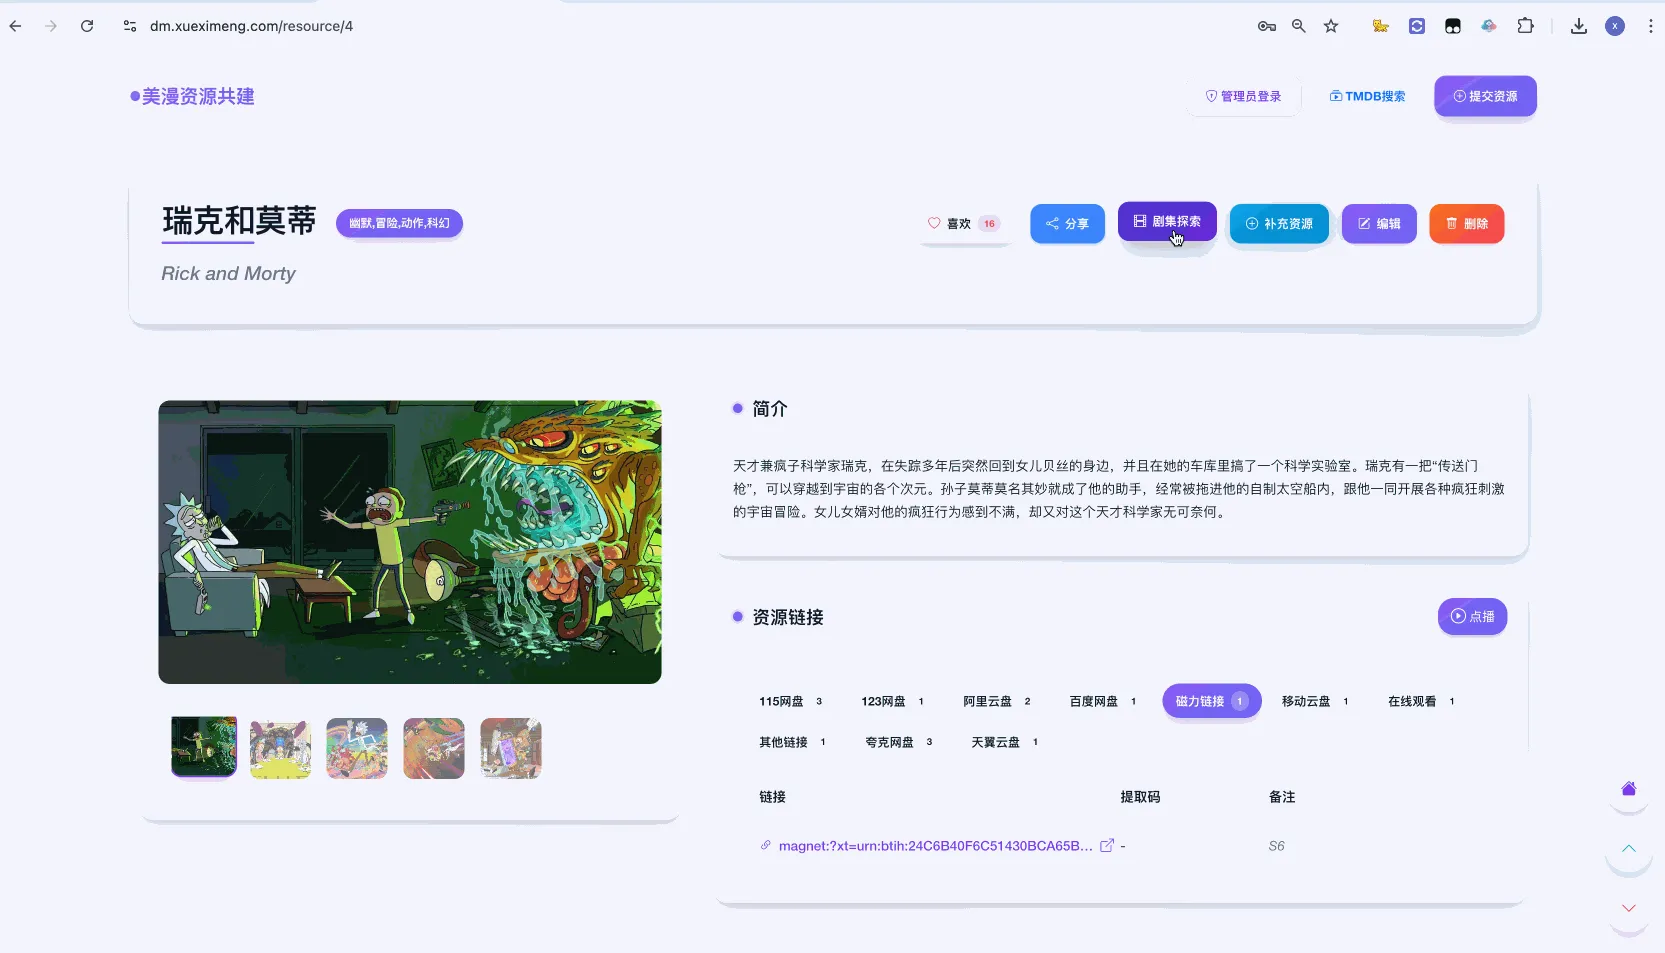 dm.xueximeng.com/resource/4
x
美漫资源共建
管理员登录
TMDB搜索
提交资源
瑞克和莫蒂
幽默,冒险,动作,科幻
喜欢 16
分享
剧集探索
补充资源
编辑
删除
Rick and Morty
简介
天才兼疯子科学家瑞克，在失踪多年后突然回到女儿贝丝的身边，并且在她的车库里搞了一个科学实验室。瑞克有一把“传送门
枪”，可以穿越到宇宙的各个次元。孙子莫蒂莫名其妙就成了他的助手，经常被拖进他的自制太空船内，跟他一同开展各种疯狂刺激
的宇宙冒险。女儿女婿对他的疯狂行为感到不满，却又对这个天才科学家无可奈何。
资源链接
点播
115网盘 3
123网盘 1
阿里云盘 2
百度网盘 1
磁力链接 1
移动云盘 1
在线观看 1
其他链接 1
夸克网盘 3
天翼云盘 1
链接 提取码 备注
magnet:?xt=urn:btih:24C6B40F6C51430BCA65B... - S6